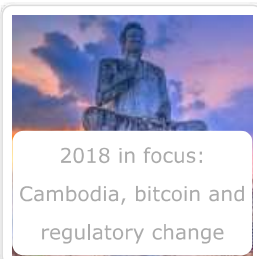 2018 in focus:
Cambodia, bitcoin and
regulatory change